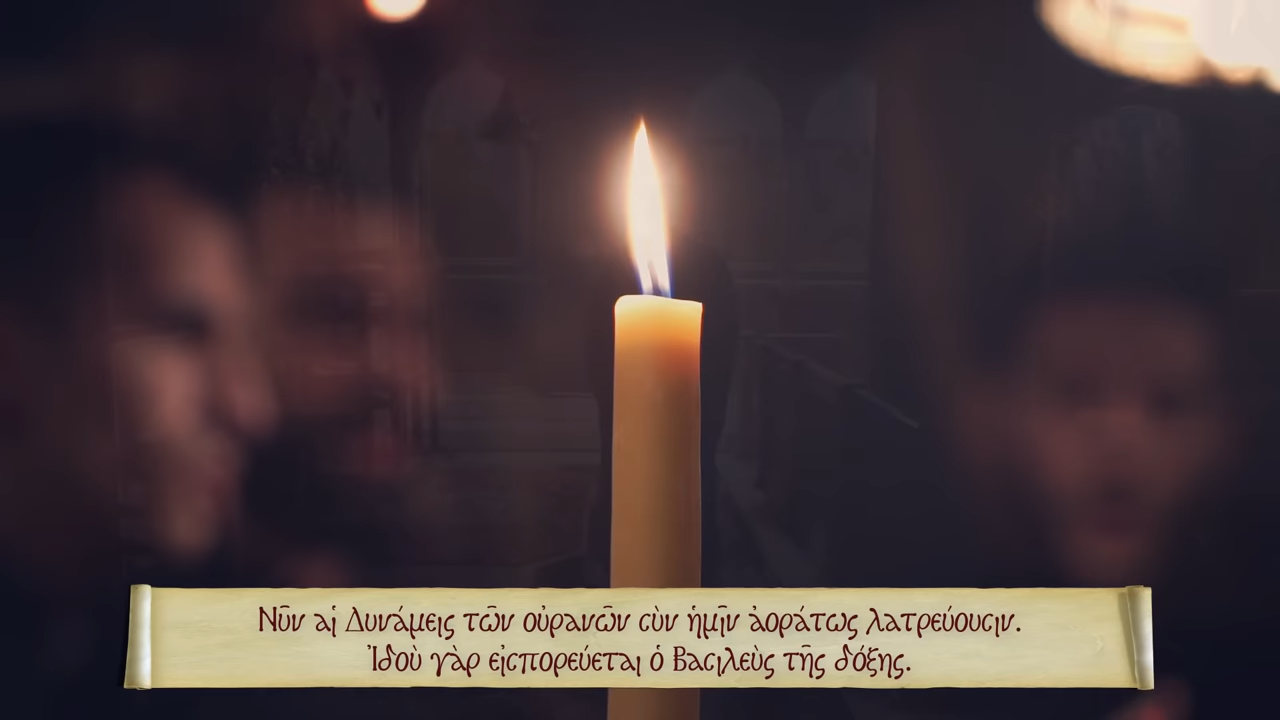 Νῦν αἱ Δυνάμεις τῶν οὐρανῶν σὺν ἡμῖν ἀοράτως λατρεύουσιν.
Ἰδοὺ γὰρ εἰσπορεύεται ὁ Βασιλεὺς τῆς δόξης.